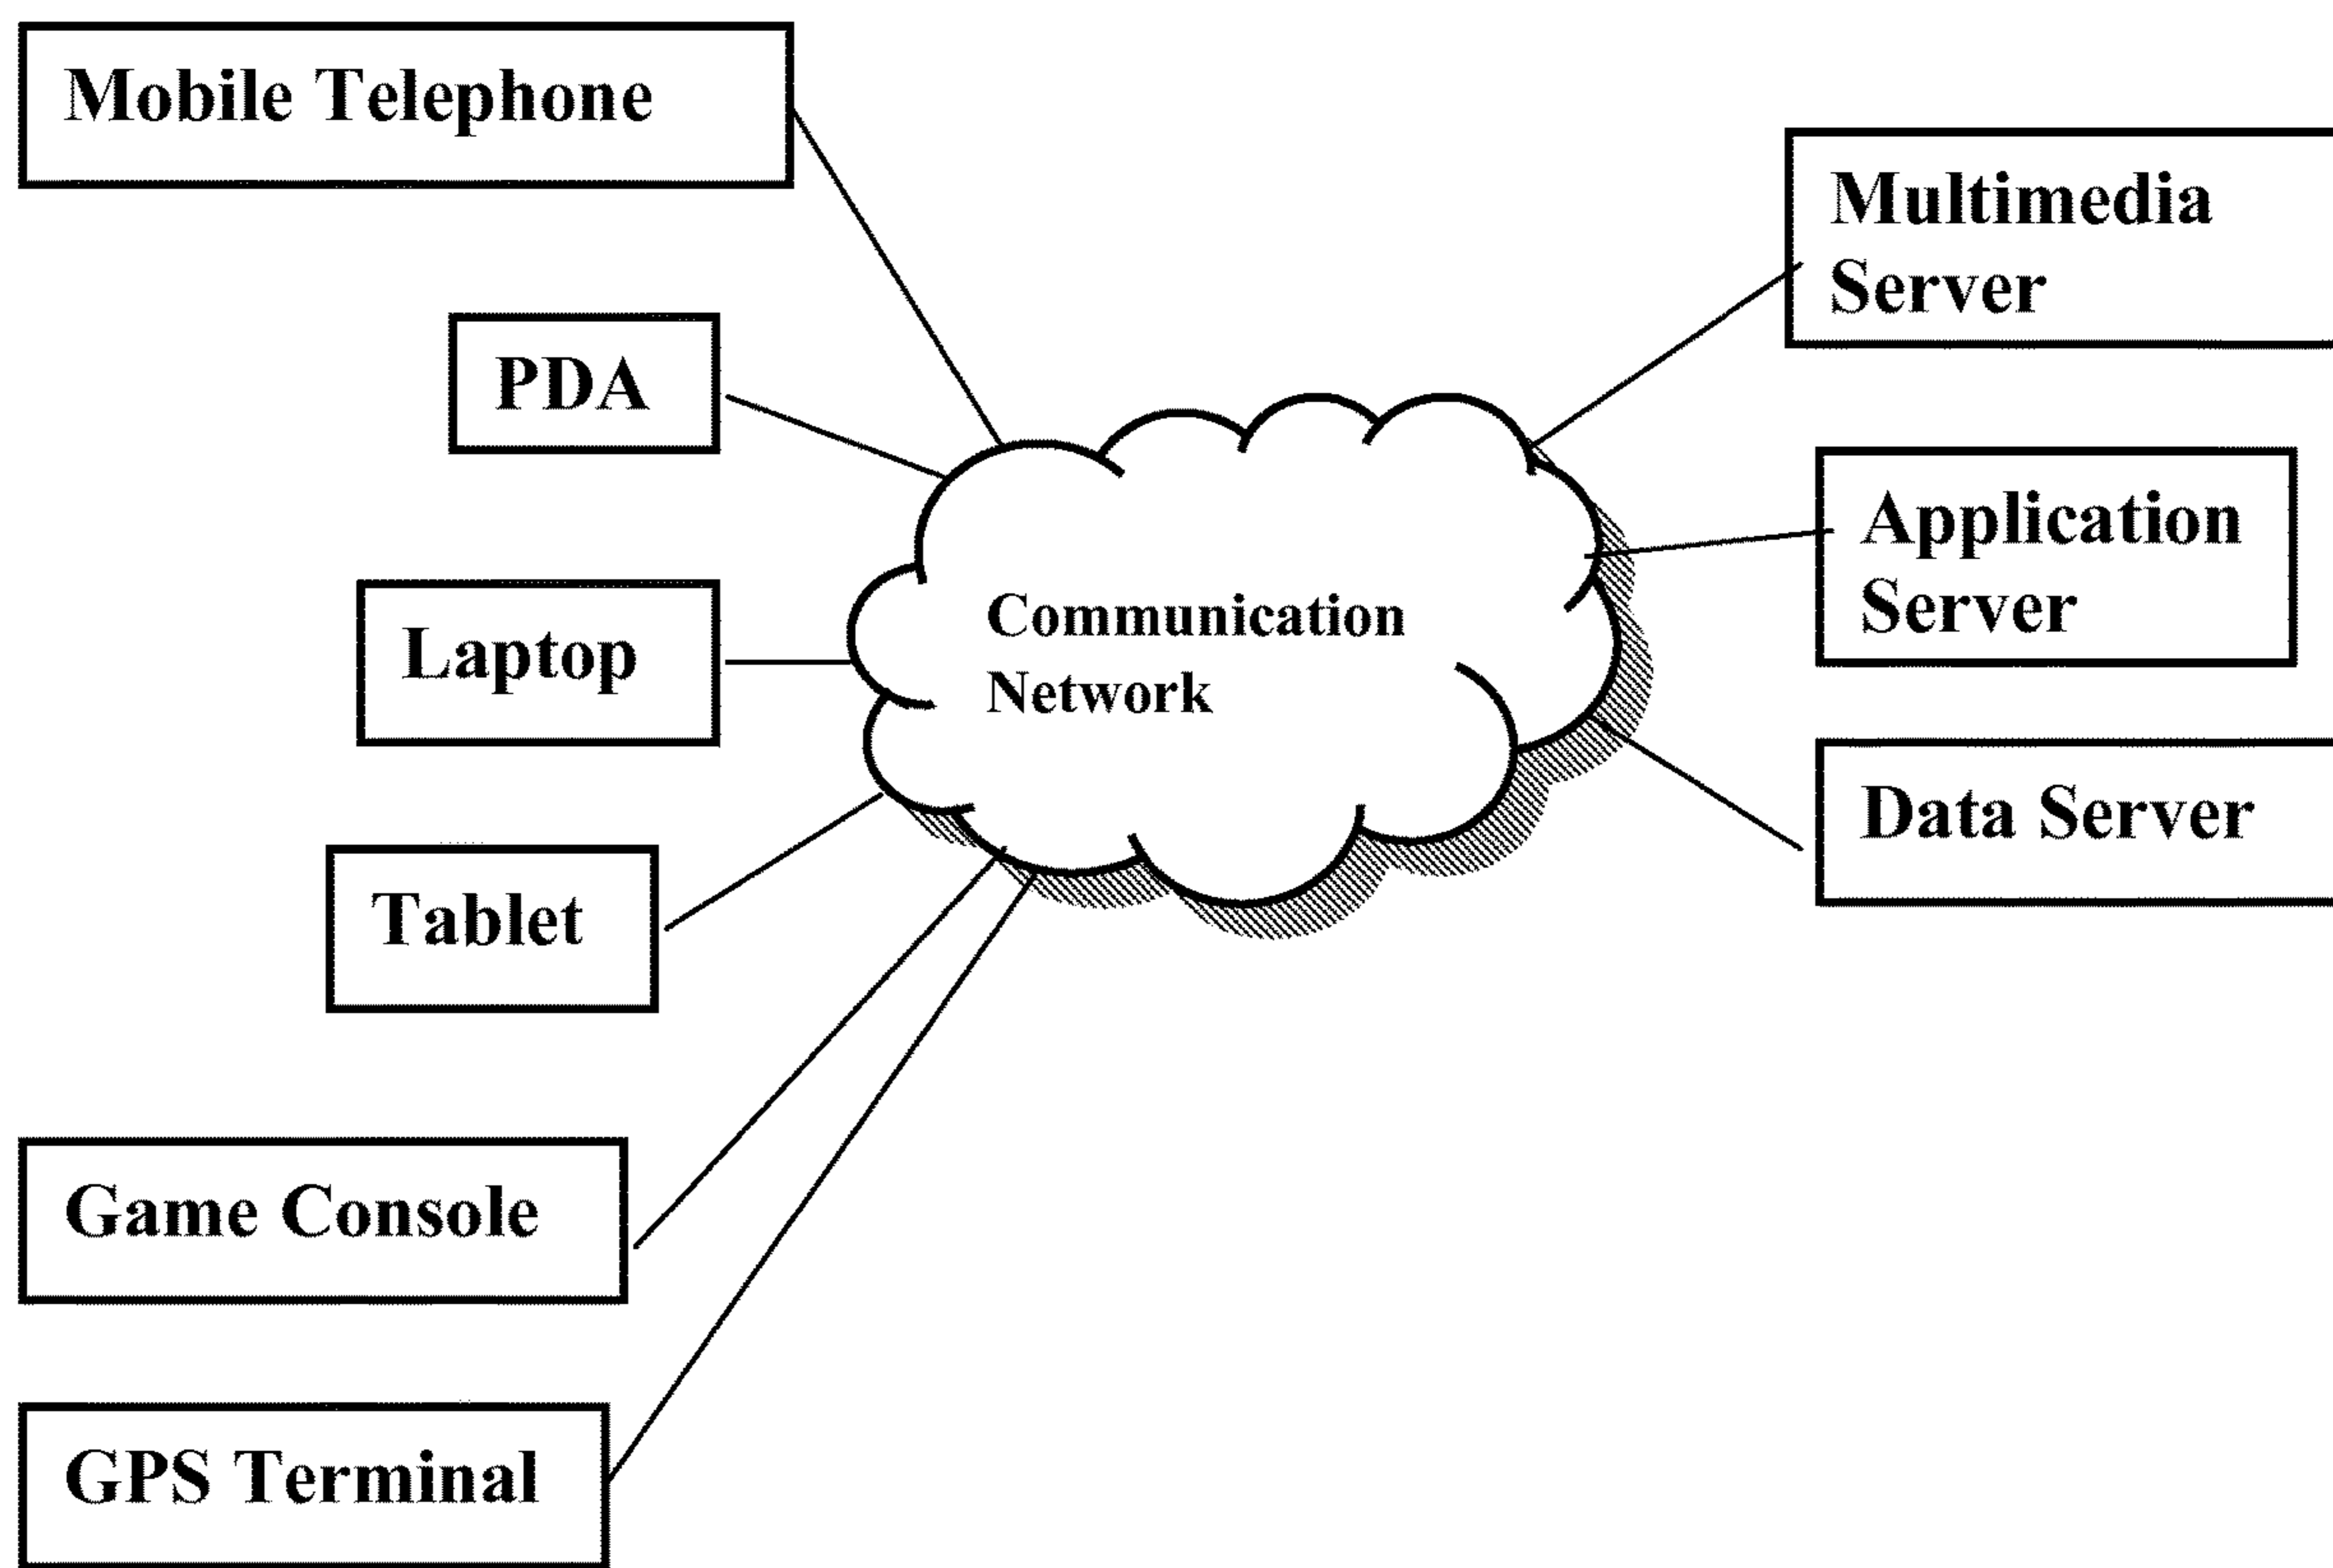 Mobile Telephone
PDA
Laptop
Tablet
Game Console
GPS Terminal
Communication
Network
Multimedia
Server
Application
Server
Data Server